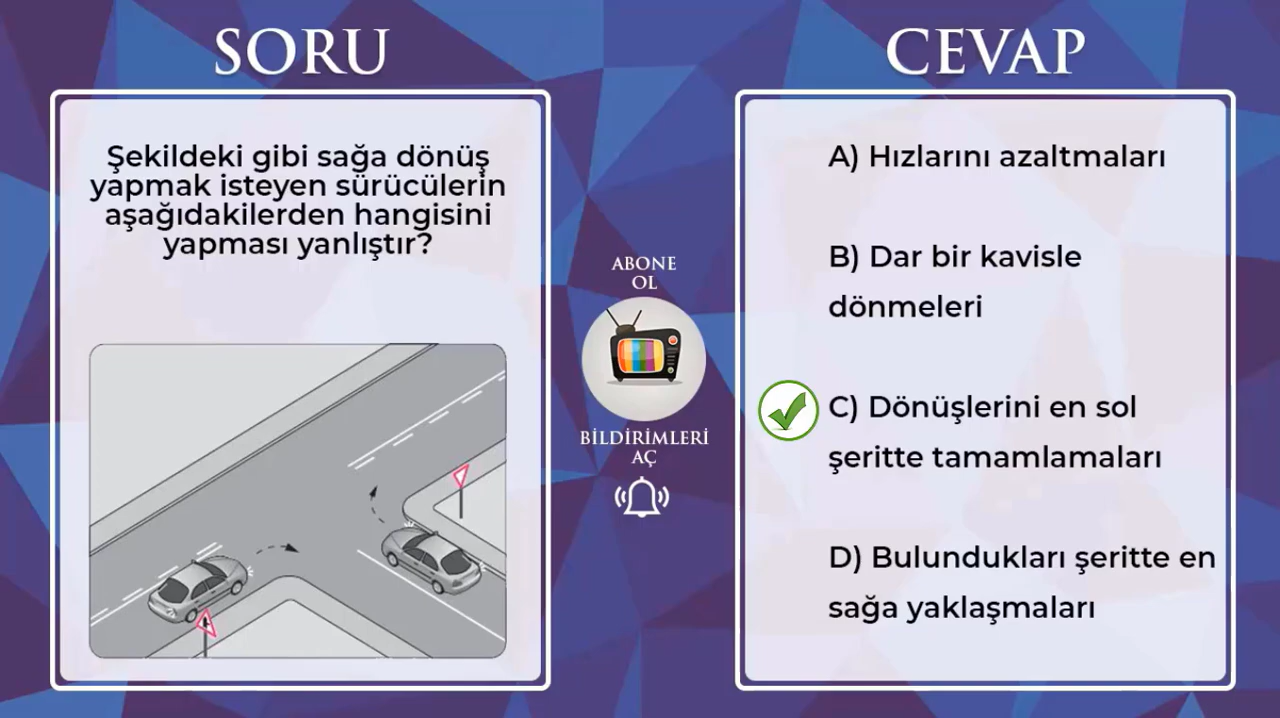 SORU
Şekildeki gibi sağa dönüş
yapmak isteyen sürücülerin
aşağıdakilerden hangisini
yapması yanlıştır?
ABONE
OL
BİLDİRİMLERİ
AÇ
CEVAP
A) Hızlarını azaltmaları
B) Dar bir kavisle
dönmeleri
C) Dönüşlerini en sol
şeritte tamamlamaları
D) Bulundukları şeritte en
sağa yaklaşmaları